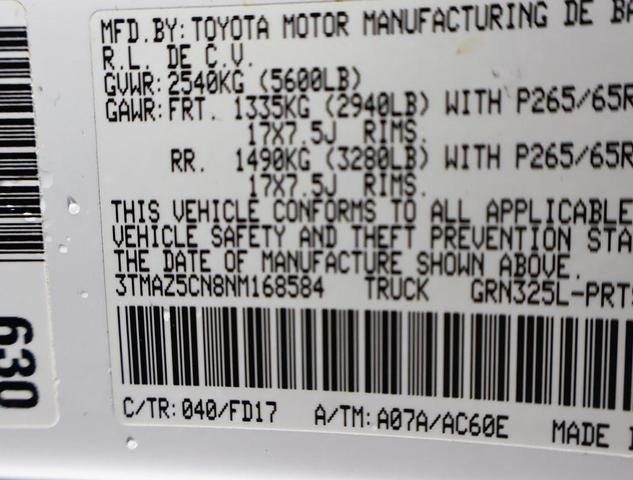 MFD.BY:TOYOTA MOTOR MANUFACTURING DE BA
R.L. DE C.V.
GVWR:2540KG (5600LB)
GAWR:FRT. 1335KG (2940LB) WITH P265/65R
17X7.5J RIMS.
RR. 1490KG (3280LB) WITH P265/65R
17X7.5J RIMS.
THIS VEHICLE CONFORMS TO ALL APPLICABLE
VEHICLE SAFETY AND THEFT PREVENTION STA
THE DATE OF MANUFACTURE SHOWN ABOVE.
3TMAZ5CN8NM168584 TRUCK GRN325L-PRTS
C/TR:040/FD17 A/TM:A07A/AC60E MADE I
630